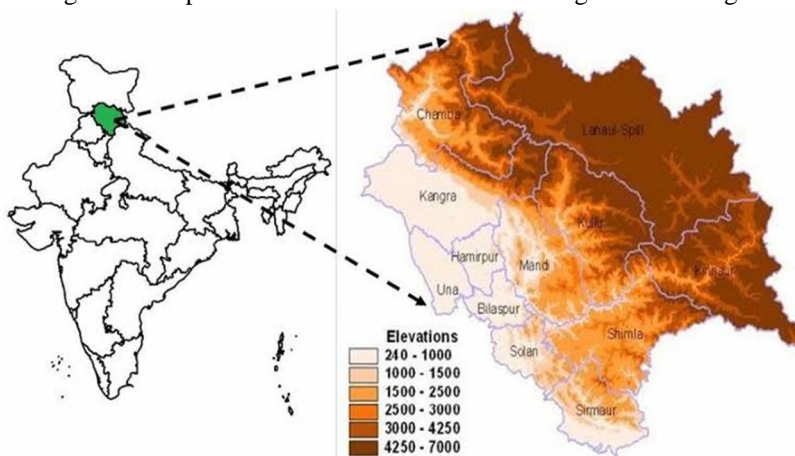 Chamba
Lahaul-Spiti
Kangra
Kullu
Hamirpur
Mandi
Kinnaur
Una
Bilaspur
Shimla
Solan
Sirmaur
Elevations
240 - 1000
1000 - 1500
1500 - 2500
2500 - 3000
3000 - 4250
4250 - 7000